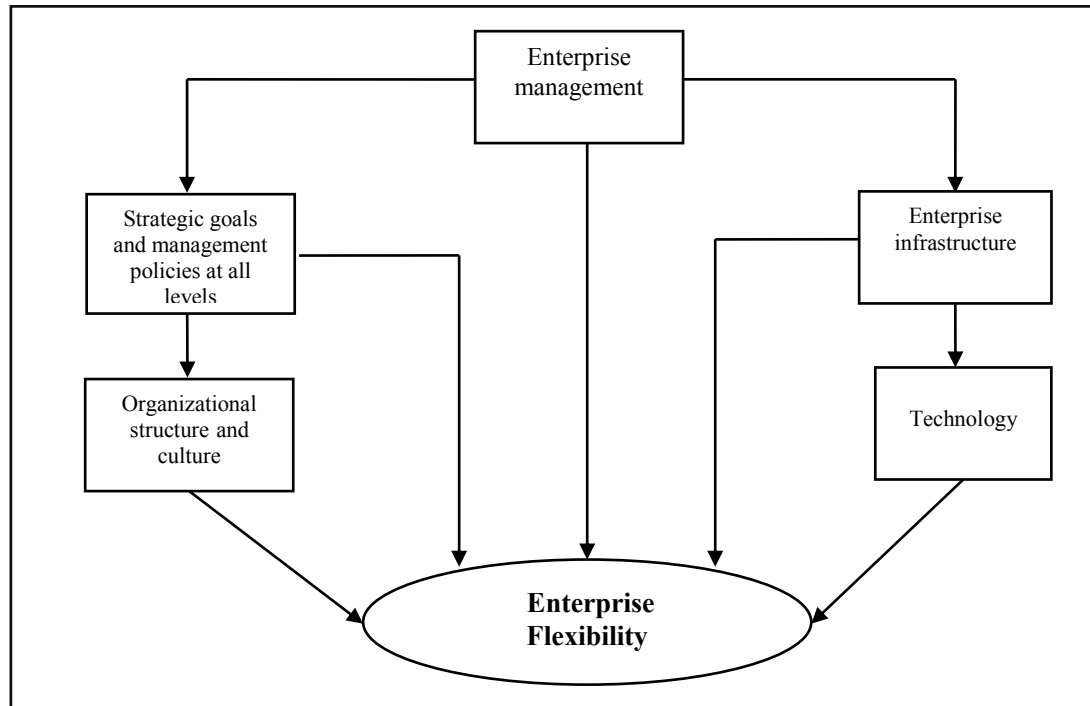 Enterprise
management
Strategic goals
and management
policies at all
levels
Enterprise
infrastructure
Organizational
structure and
culture
Technology
Enterprise
Flexibility